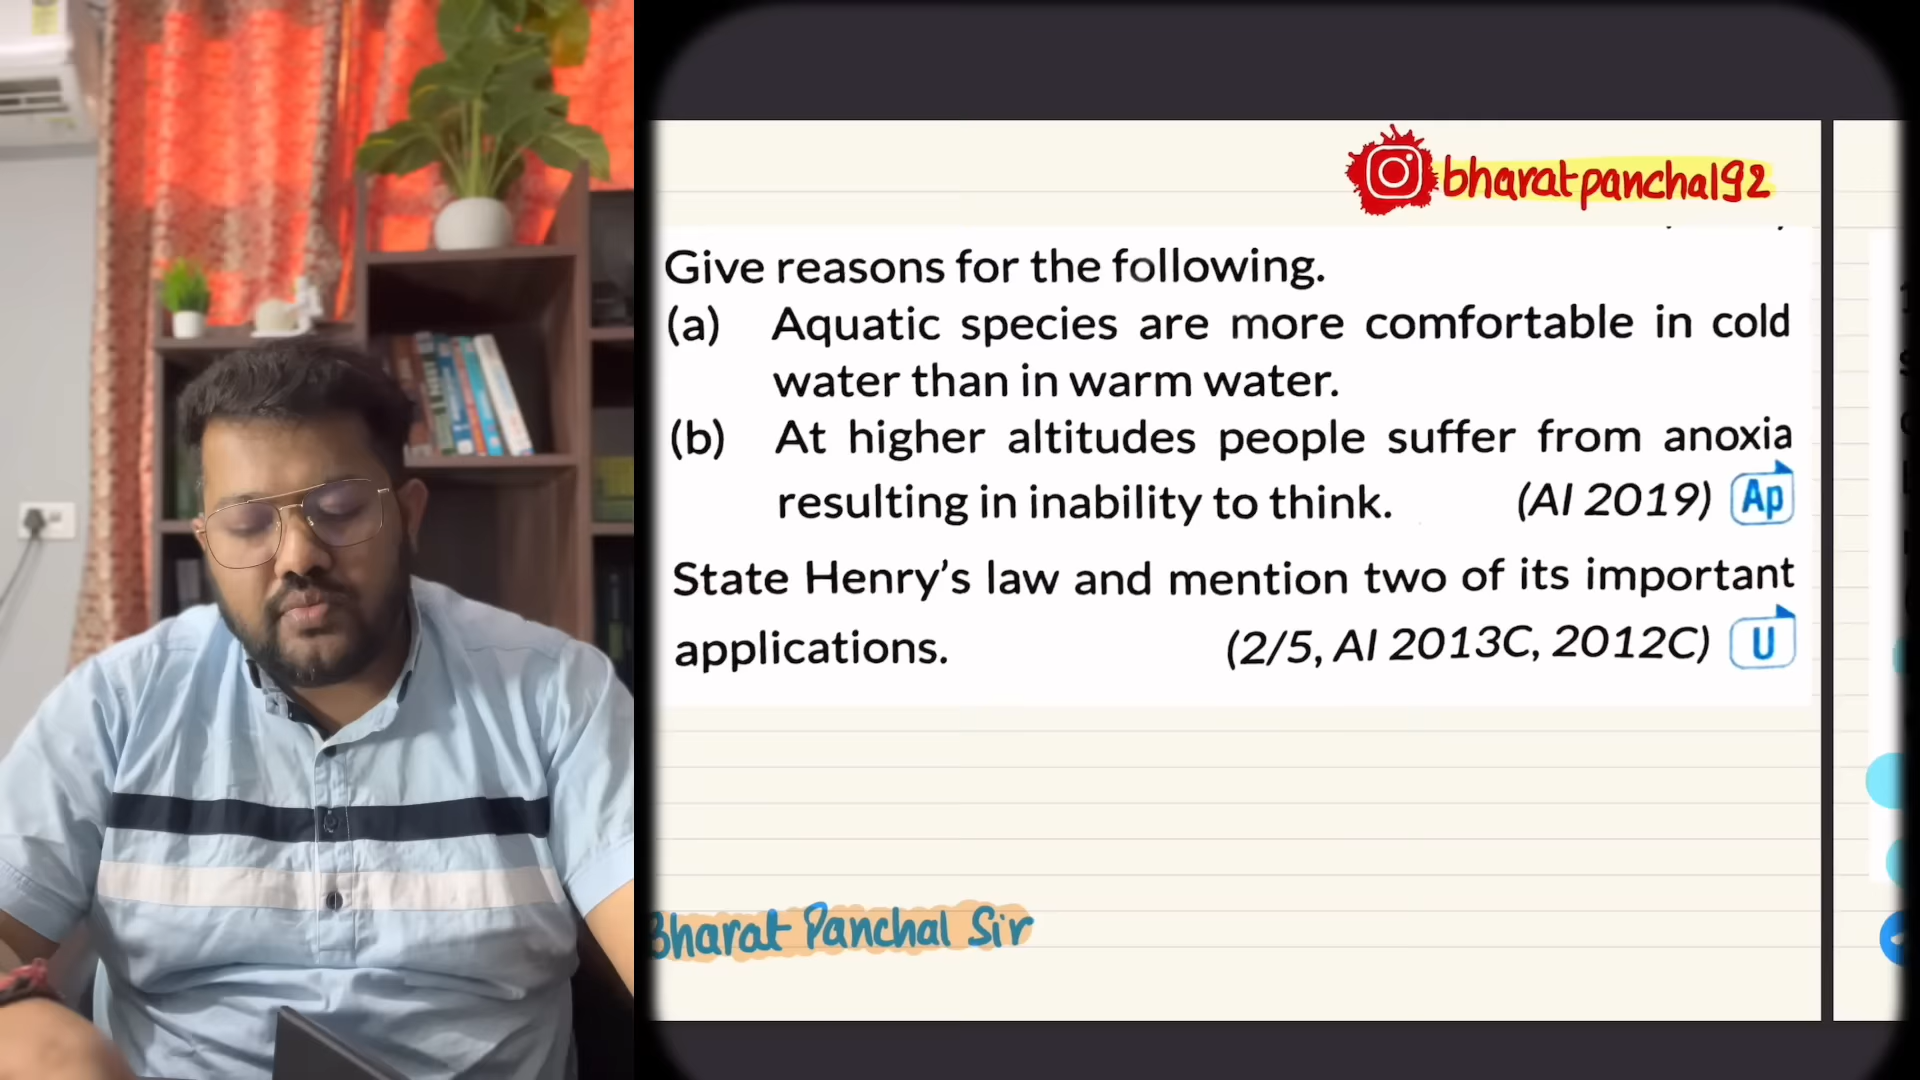 bharatpanchal92
Give reasons for the following.
(a) Aquatic species are more comfortable in cold
water than in warm water.
(b) At higher altitudes people suffer from anoxia
resulting in inability to think. (AI 2019) Ap
State Henry's law and mention two of its important
applications. (2/5, AI 2013C, 2012C) U
Bharat Panchal Sir